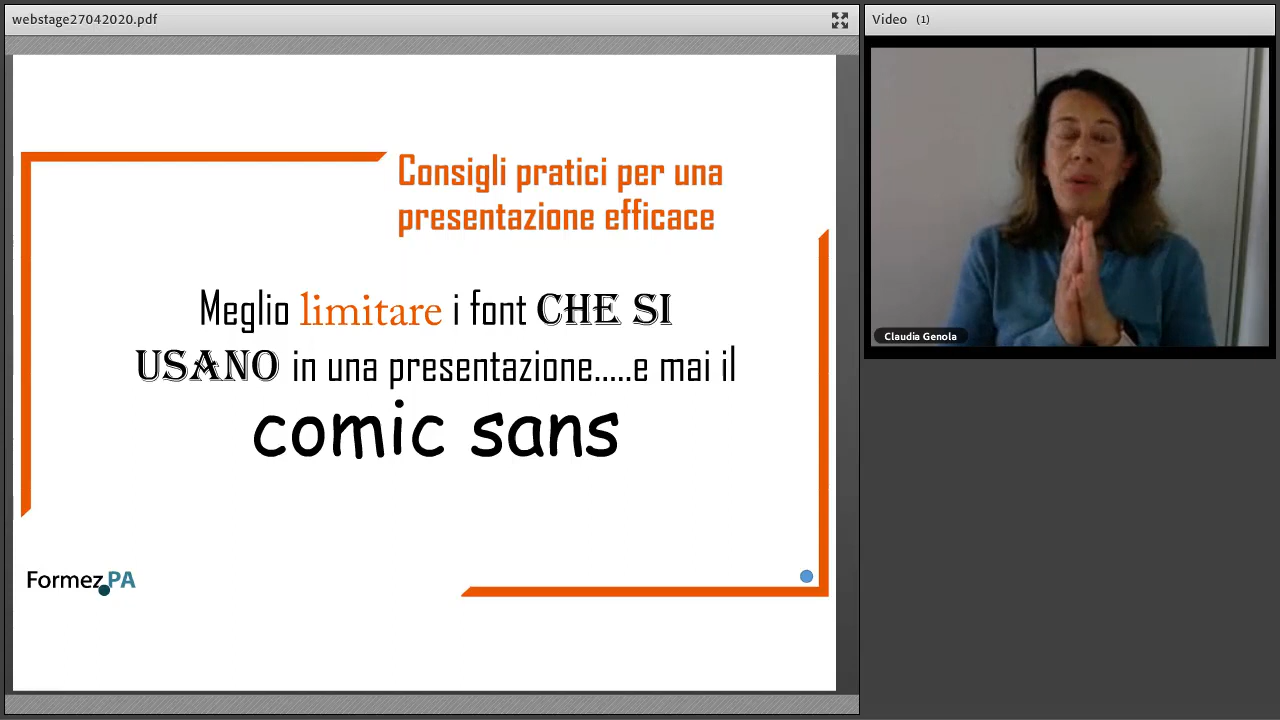 webstage27042020.pdf
Video (1)
Consigli pratici per una
presentazione efficace
Meglio limitare i font CHE SI
USANO in una presentazione.....e mai il
comic sans
Claudia Genola
Formez PA